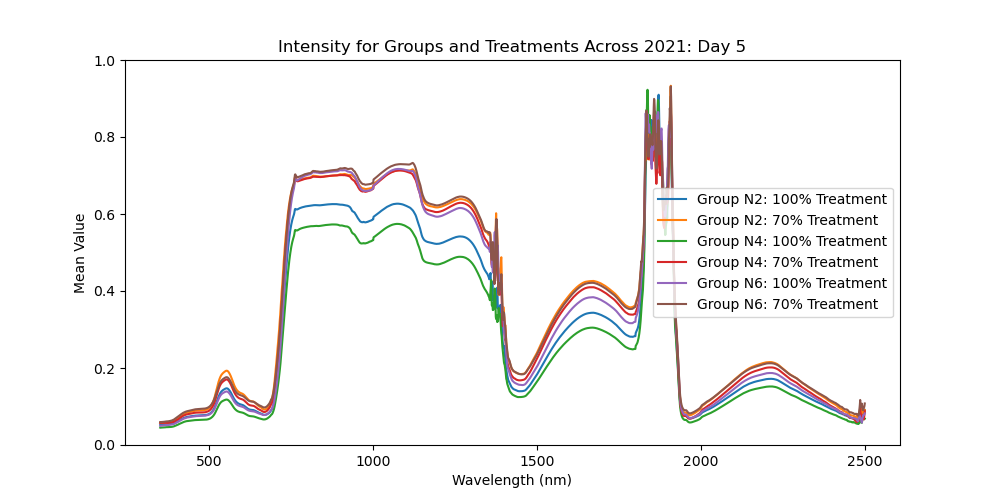 Intensity for Groups and Treatments Across 2021: Day 5
Mean Value
1.0
0.8
0.6
0.4
0.2
0.0
Group N2: 100% Treatment
Group N2: 70% Treatment
Group N4: 100% Treatment
Group N4: 70% Treatment
Group N6: 100% Treatment
Group N6: 70% Treatment
500 1000 1500 2000 2500
Wavelength (nm)